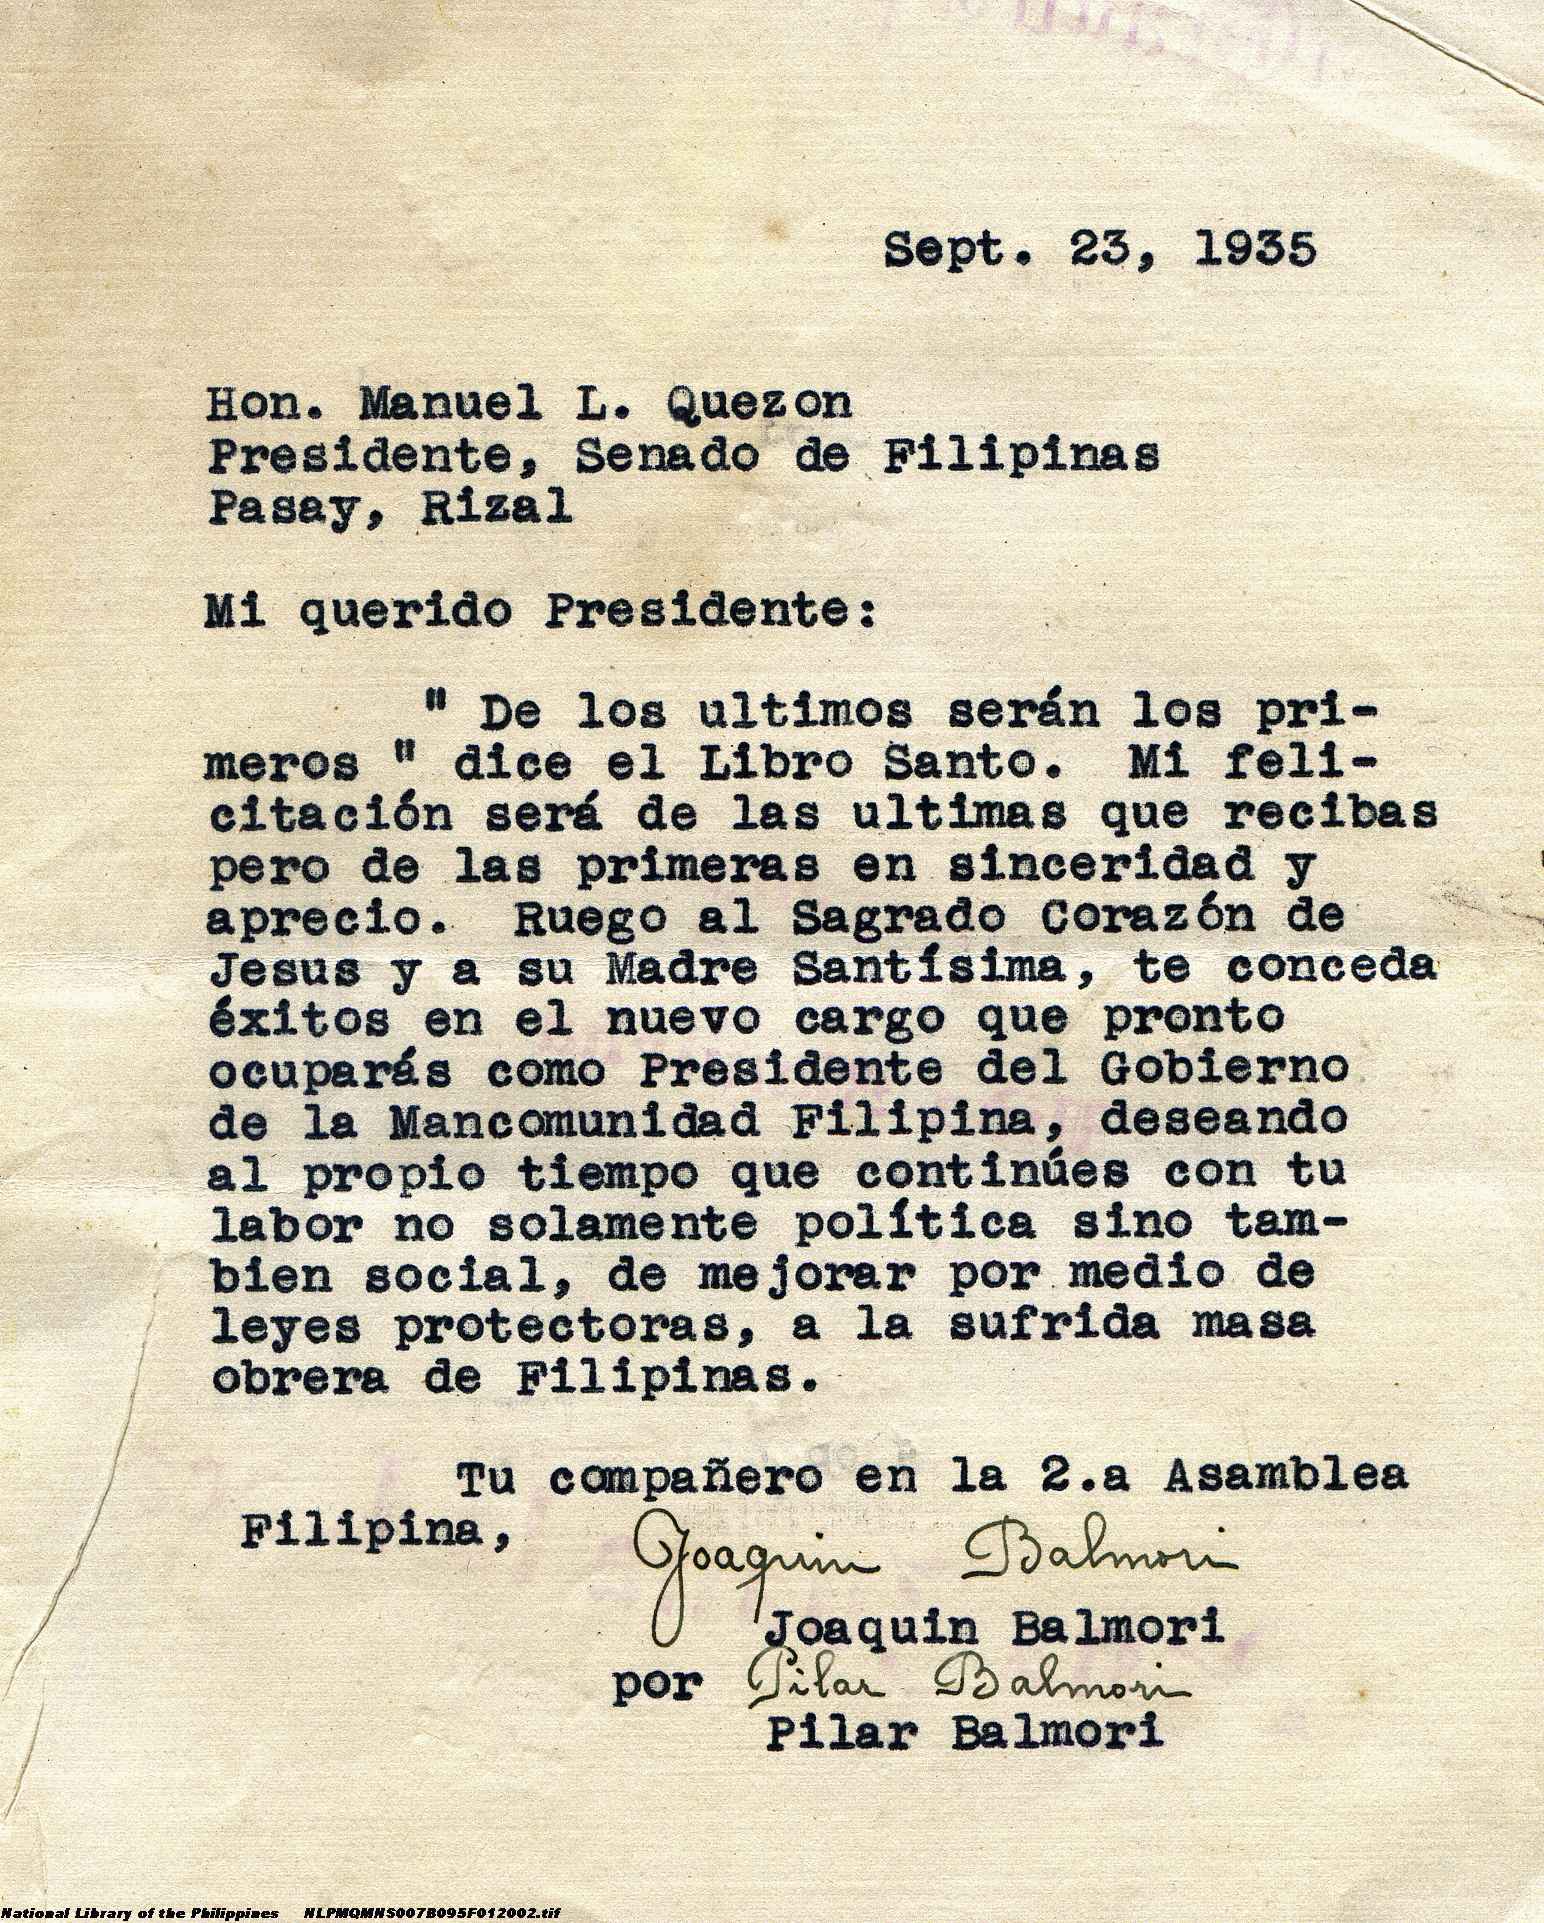 Sept. 23, 1935
Hon. Manuel L. Quezon
Presidente, Senado de Filipinas
Pasay, Rizal
Mi querido Presidente:
" De los ultimos serán los pri-
meros " dice el Libro Santo. Mi feli-
citación será de las ultimas que recibas
pero de las primeras en sinceridad y
aprecio. Ruego al Sagrado Corazón de
Jesus y a su Madre Santísima, te conceda
éxitos en el nuevo cargo que pronto
ocuparás como Presidente del Gobierno
de la Mancomunidad Filipina, deseando
al propio tiempo que continúes con tu
labor no solamente política sino tam-
bien social, de mejorar por medio de
leyes protectoras, a la sufrida masa
obrera de Filipinas.
Tu compañero en la 2.a Asamblea
Filipina, Joaquin Balmori
Joaquin Balmori
por Pilar Balmori
Pilar Balmori
National Library of the Philippines NLPMQMNS007B095F012002.tif